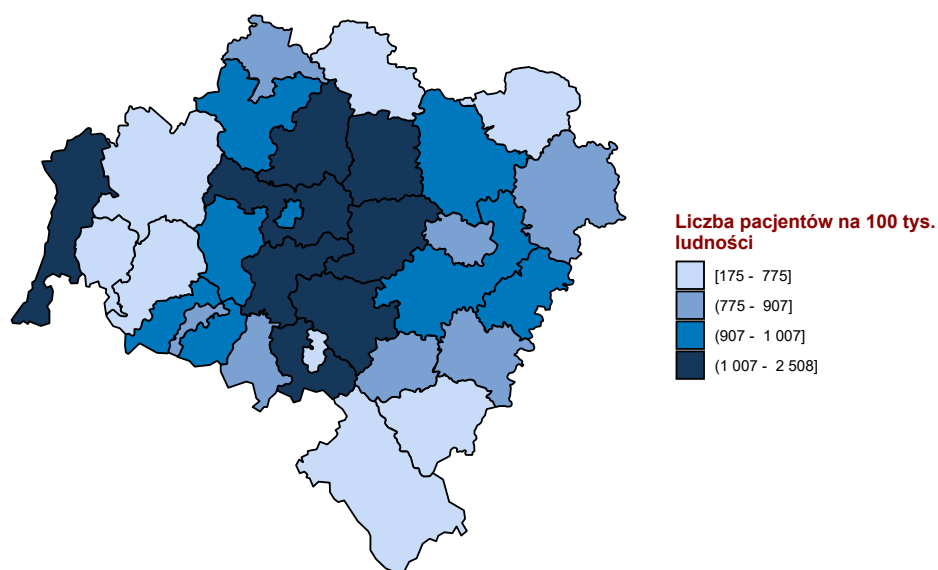 Liczba pacjentów na 100 tys.
ludności
[175 - 775]
(775 - 907]
(907 - 1 007]
(1 007 - 2 508]